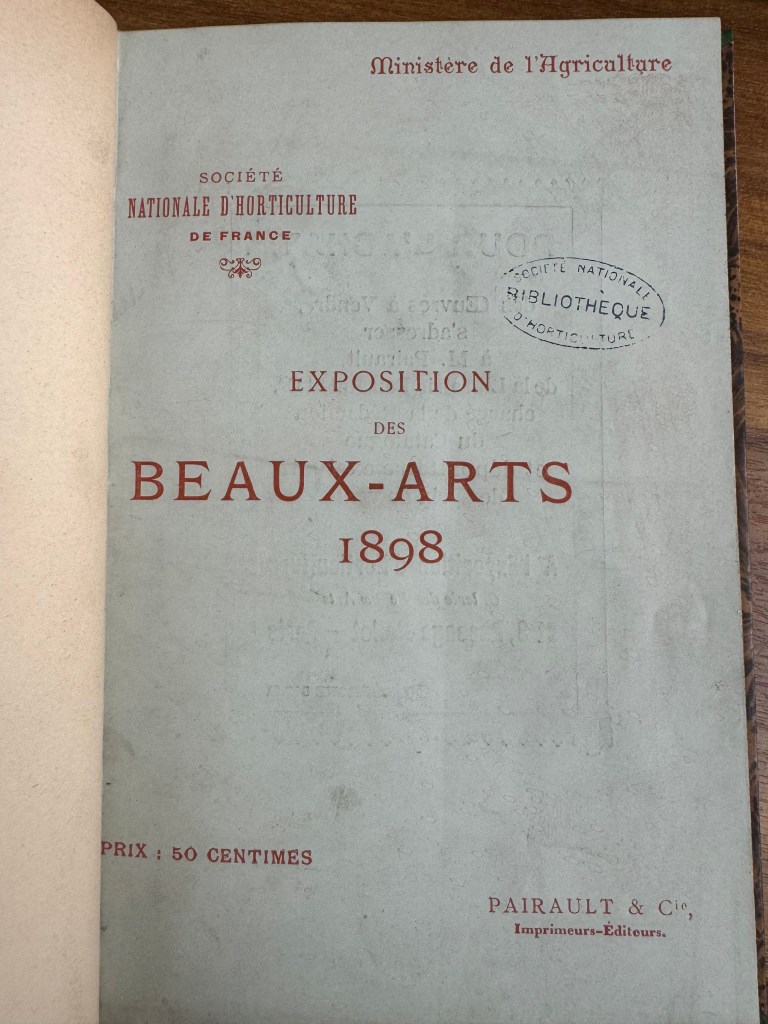 Ministère de l'Agriculture
SOCIÉTÉ
NATIONALE D'HORTICULTURE
DE FRANCE
SOCIÉTÉ NATIONALE
BIBLIOTHÈQUE
D'HORTICULTURE
EXPOSITION
DES
BEAUX-ARTS
1898
PRIX : 50 CENTIMES
PAIRAULT & Cie,
Imprimeurs-Éditeurs.